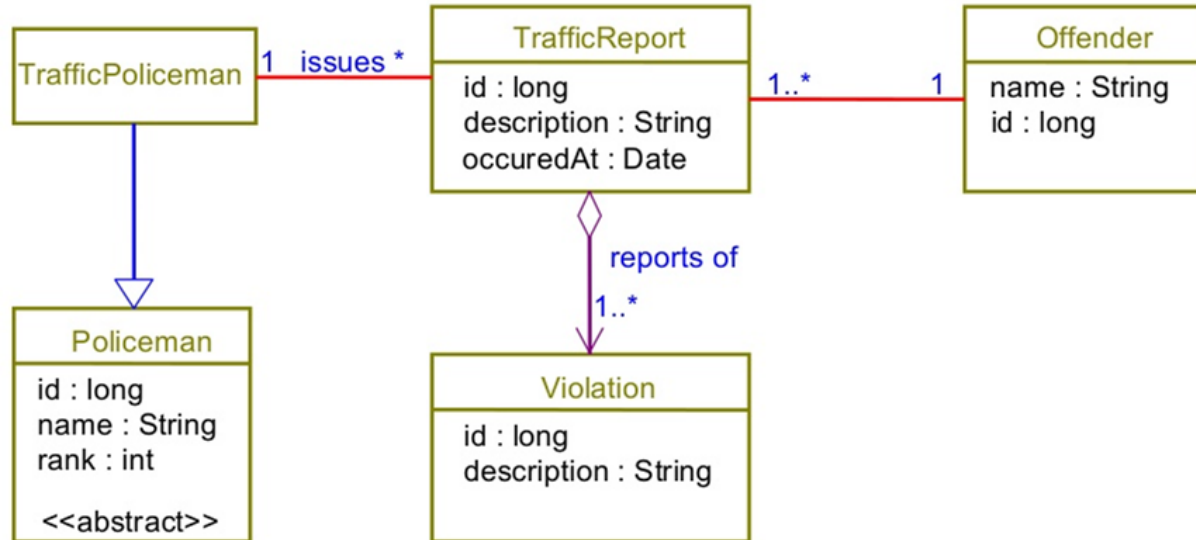 TrafficPoliceman
1 issues *
TrafficReport
id : long
description : String
occuredAt : Date
1..* 1
Offender
name : String
id : long
reports of
1..*
Policeman
id : long
name : String
rank : int
<<abstract>>
Violation
id : long
description : String